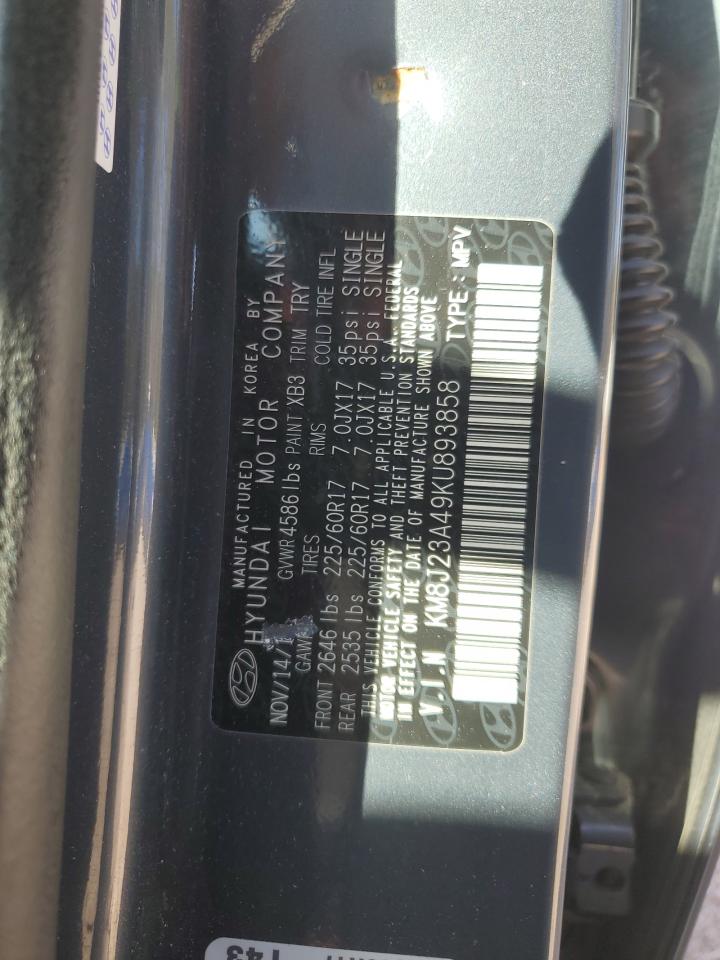 MANUFACTURED IN KOREA BY
HYUNDAI MOTOR COMPANY
NOV/14/1 GVWR 4586 lbs PAINT XB3 TRIM TRY
TIRES RIMS COLD TIRE INFL
FRONT 2646 lbs 225/60R17 7.0JX17 35psi SINGLE
REAR 2535 lbs 225/60R17 7.0JX17 35psi SINGLE
THIS VEHICLE CONFORMS TO ALL APPLICABLE U.S.A. FEDERAL
MOTOR VEHICLE SAFETY AND THEFT PREVENTION STANDARDS
IN EFFECT ON THE DATE OF MANUFACTURE SHOWN ABOVE
V.I.N KM8J23A49KU893858 TYPE : MPV
143